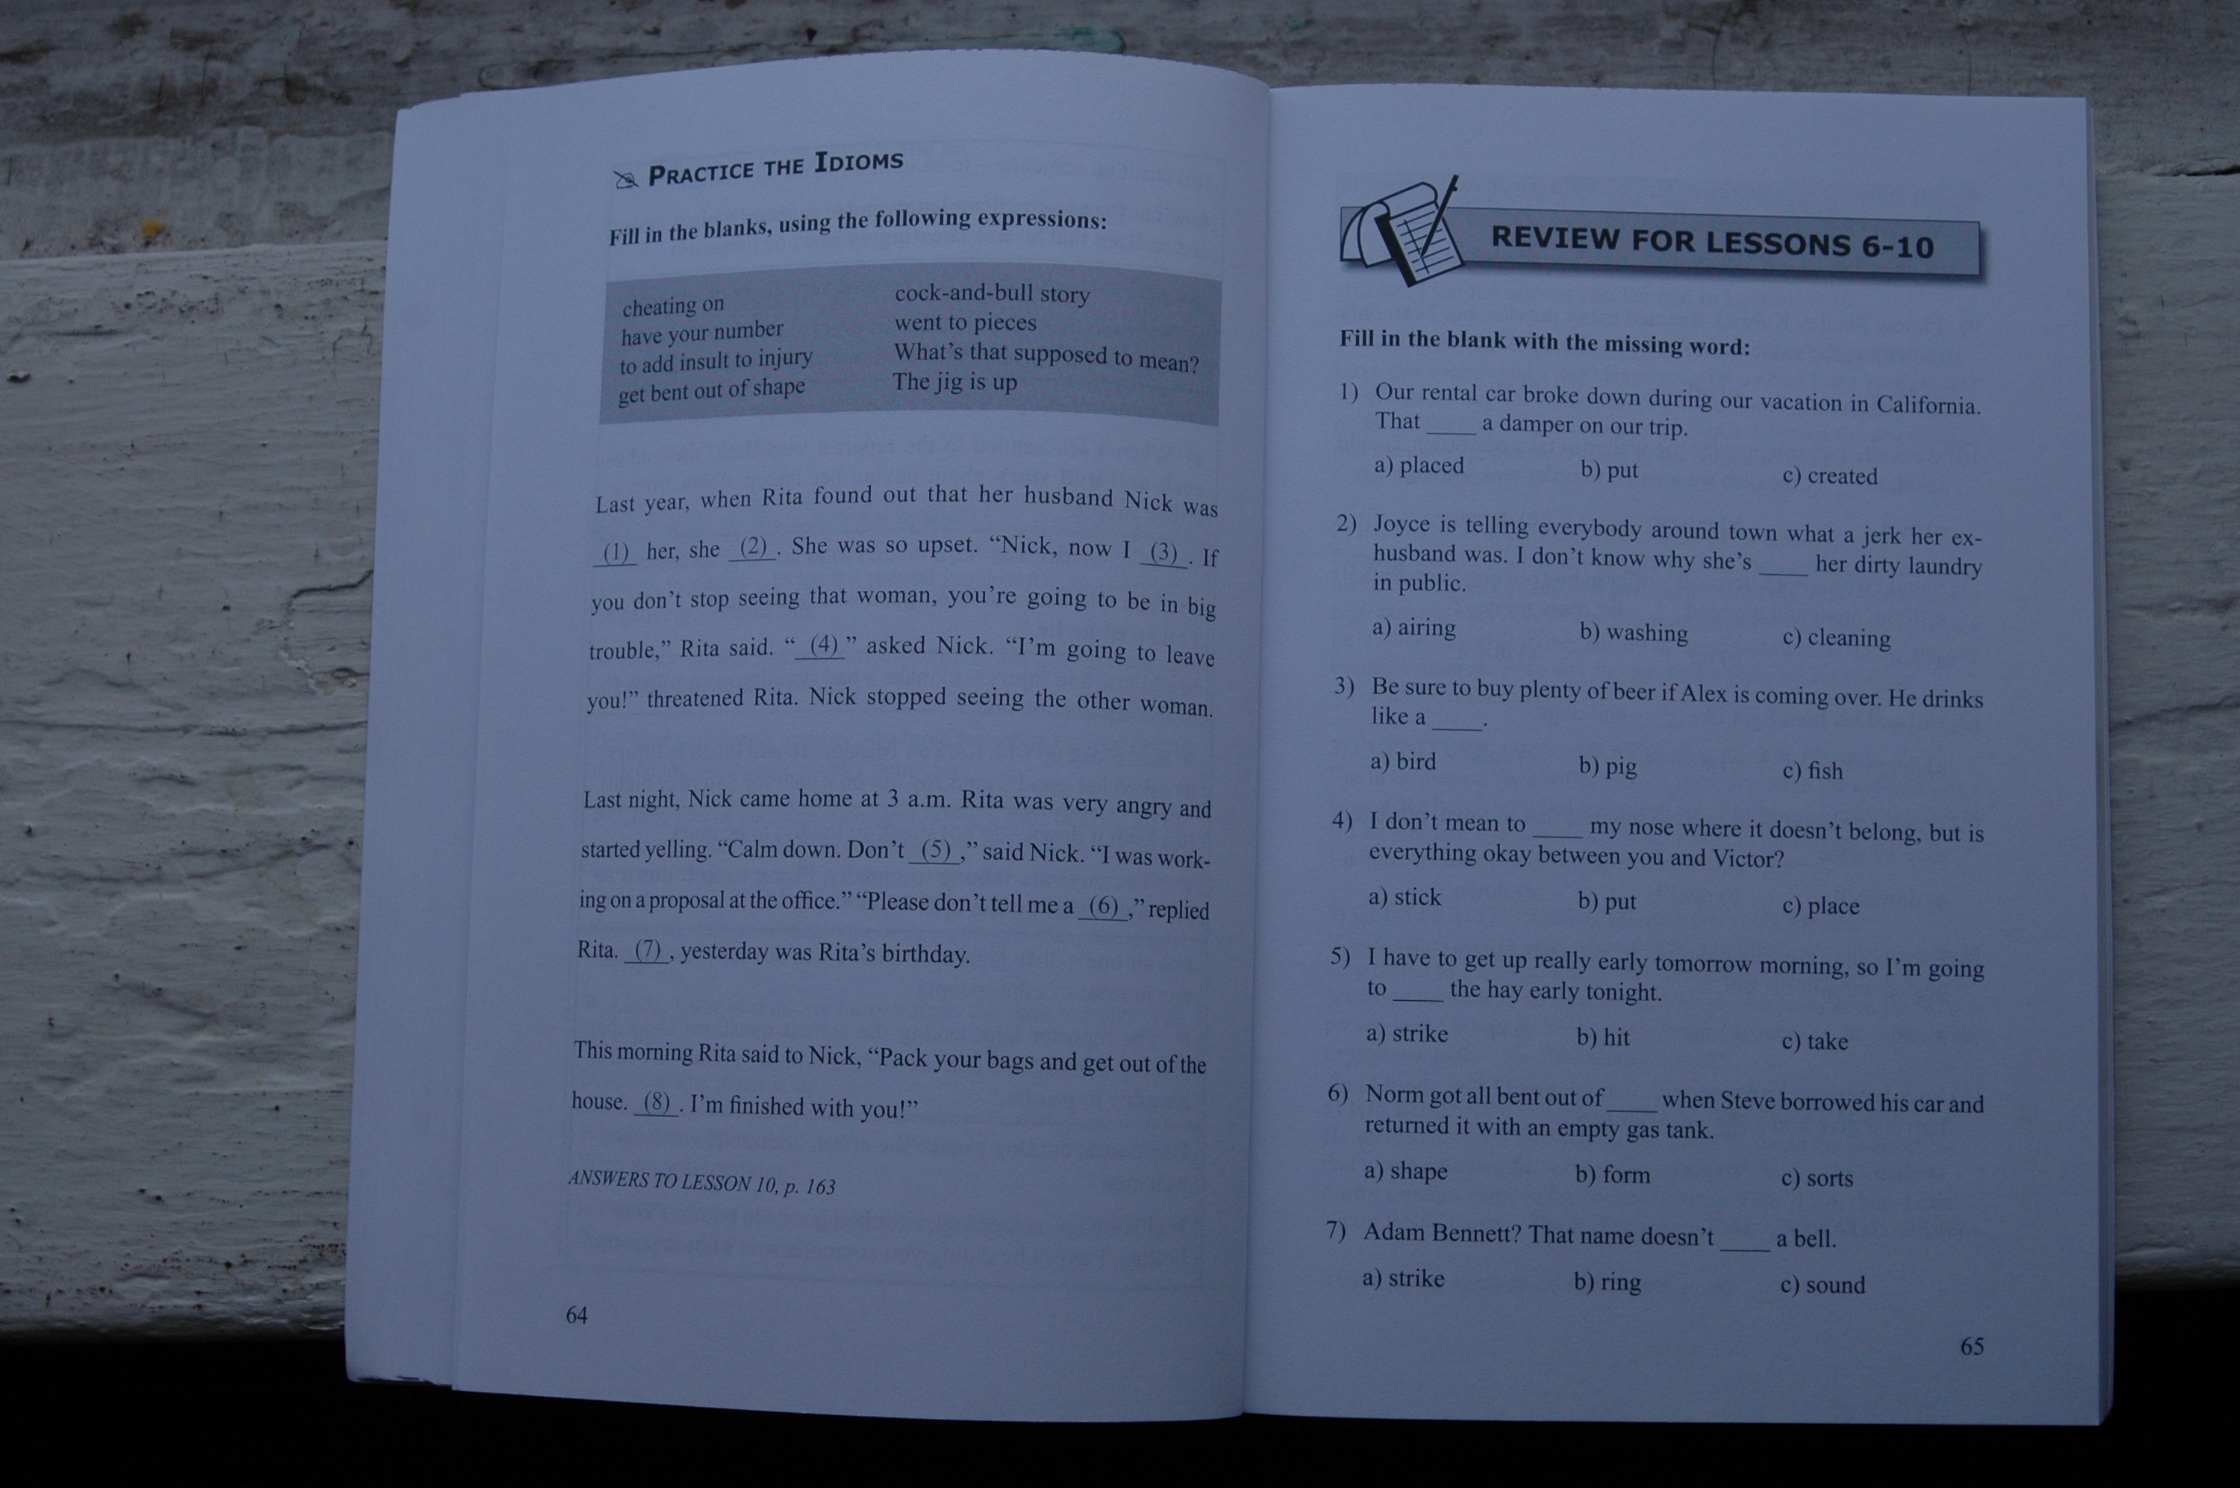 PRACTICE THE IDIOMS
Fill in the blanks, using the following expressions:
cheating on
have your number
to add insult to injury
get bent out of shape
cock-and-bull story
went to pieces
What's that supposed to mean?
The jig is up
Last year, when Rita found out that her husband Nick was
(1) her, she (2). She was so upset. “Nick, now I (3). If
you don't stop seeing that woman, you're going to be in big
trouble,” Rita said. “ (4) ” asked Nick. “I'm going to leave
you!” threatened Rita. Nick stopped seeing the other woman.
Last night, Nick came home at 3 a.m. Rita was very angry and
started yelling. “Calm down. Don't (5),” said Nick. “I was work-
ing on a proposal at the office.” “Please don't tell me a (6),” replied
Rita. (7), yesterday was Rita's birthday.
This morning Rita said to Nick, “Pack your bags and get out of the
house. (8). I'm finished with you!”
ANSWERS TO LESSON 10, p. 163
64
REVIEW FOR LESSONS 6-10
Fill in the blank with the missing word:
1) Our rental car broke down during our vacation in California.
That ____ a damper on our trip.
a) placed b) put c) created
2) Joyce is telling everybody around town what a jerk her ex-
husband was. I don't know why she's ____ her dirty laundry
in public.
a) airing b) washing c) cleaning
3) Be sure to buy plenty of beer if Alex is coming over. He drinks
like a ____.
a) bird b) pig c) fish
4) I don't mean to ____ my nose where it doesn't belong, but is
everything okay between you and Victor?
a) stick b) put c) place
5) I have to get up really early tomorrow morning, so I'm going
to ____ the hay early tonight.
a) strike b) hit c) take
6) Norm got all bent out of ____ when Steve borrowed his car and
returned it with an empty gas tank.
a) shape b) form c) sorts
7) Adam Bennett? That name doesn't ____ a bell.
a) strike b) ring c) sound
65